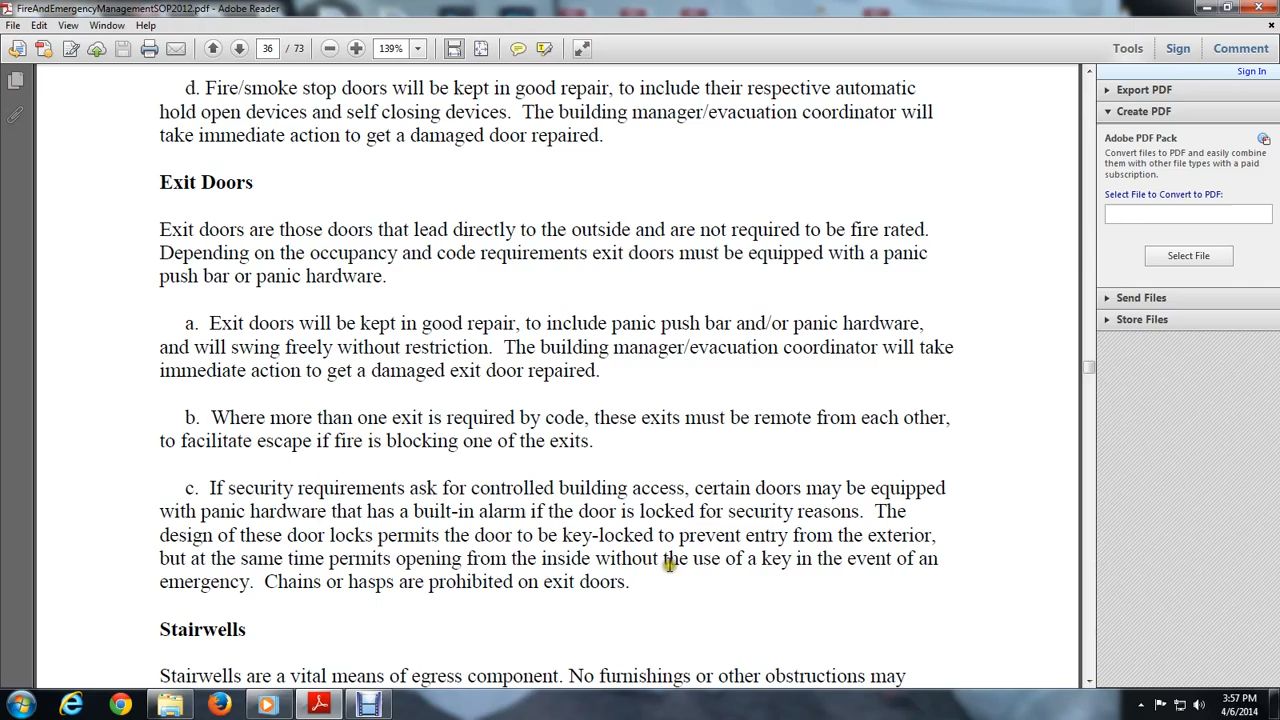 FireAndEmergencyManagementSOP2012.pdf - Adobe Reader
File Edit View Window Help
36 / 73 139% Tools Sign Comment
Sign In
Export PDF
Create PDF
Adobe PDF Pack
Convert files to PDF and easily combine
them with other file types with a paid
subscription.
Select File to Convert to PDF:
Select File
Send Files
Store Files
d. Fire/smoke stop doors will be kept in good repair, to include their respective automatic
hold open devices and self closing devices. The building manager/evacuation coordinator will
take immediate action to get a damaged door repaired.
Exit Doors
Exit doors are those doors that lead directly to the outside and are not required to be fire rated.
Depending on the occupancy and code requirements exit doors must be equipped with a panic
push bar or panic hardware.
a. Exit doors will be kept in good repair, to include panic push bar and/or panic hardware,
and will swing freely without restriction. The building manager/evacuation coordinator will take
immediate action to get a damaged exit door repaired.
b. Where more than one exit is required by code, these exits must be remote from each other,
to facilitate escape if fire is blocking one of the exits.
c. If security requirements ask for controlled building access, certain doors may be equipped
with panic hardware that has a built-in alarm if the door is locked for security reasons. The
design of these door locks permits the door to be key-locked to prevent entry from the exterior,
but at the same time permits opening from the inside without the use of a key in the event of an
emergency. Chains or hasps are prohibited on exit doors.
Stairwells
Stairwells are a vital means of egress component. No furnishings or other obstructions may
3:57 PM
4/6/2014